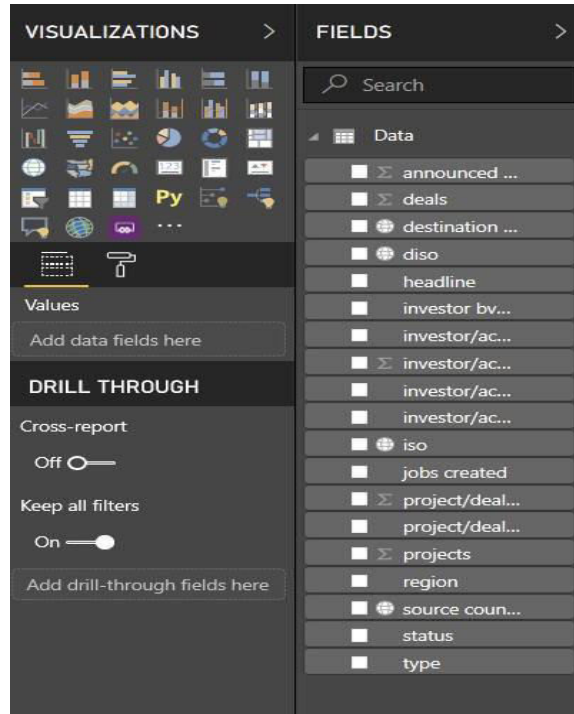 VISUALIZATIONS >
123
Py
...
Values
Add data fields here
DRILL THROUGH
Cross-report
Off
Keep all filters
On
Add drill-through fields here
FIELDS >
Search
Data
Σ announced ...
Σ deals
destination ...
diso
headline
investor bv...
investor/ac...
Σ investor/ac...
investor/ac...
investor/ac...
iso
jobs created
Σ project/deal...
project/deal...
Σ projects
region
source coun...
status
type